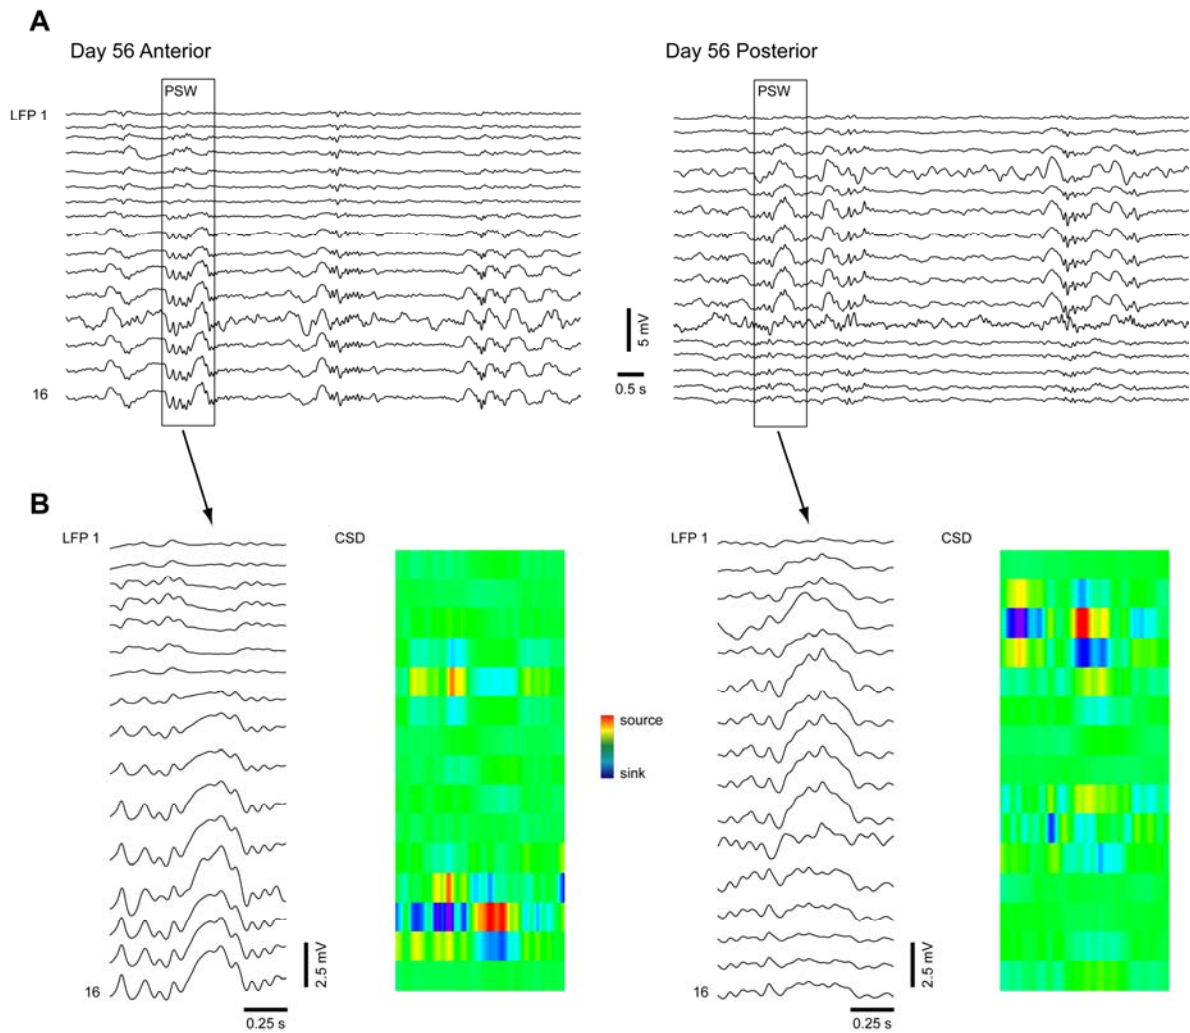 A
Day 56 Anterior
Day 56 Posterior
PSW
PSW
LFP 1
16
5 mV
0.5 s
B
LFP 1
CSD
LFP 1
CSD
source
sink
2.5 mV
2.5 mV
16
16
0.25 s
0.25 s